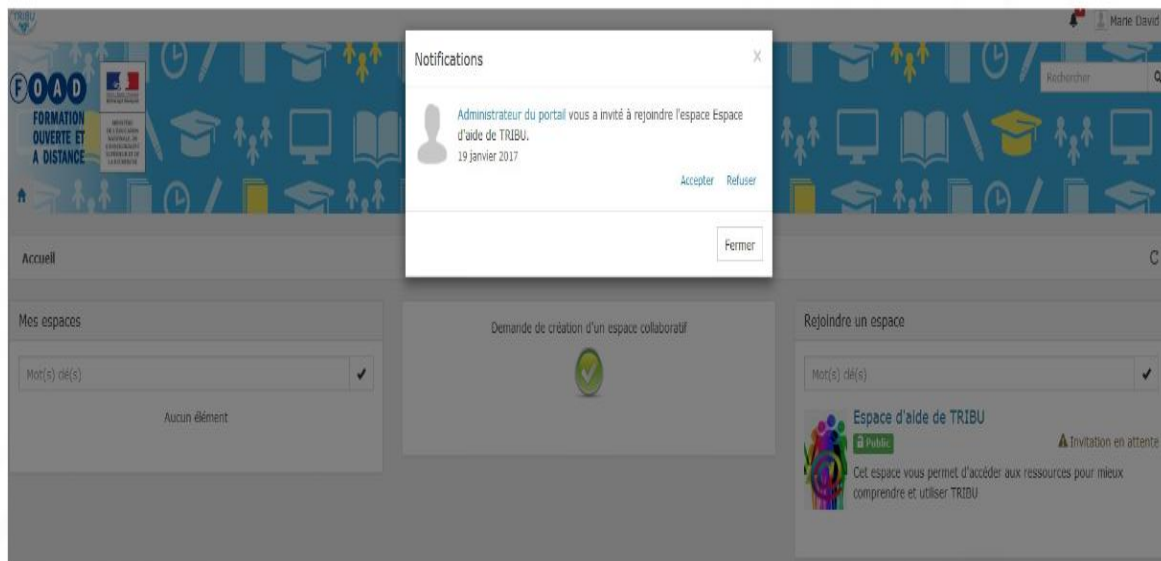 TRIBU
Marie David
FOAD
FORMATION
OUVERTE ET
A DISTANCE
Rechercher
Notifications
Administrateur du portail vous a invité à rejoindre l'espace Espace
d'aide de TRIBU.
19 janvier 2017
Accepter Refuser
Fermer
Accueil
Mes espaces
Mot(s) clé(s)
Aucun élément
Demande de création d'un espace collaboratif
Rejoindre un espace
Mot(s) clé(s)
Espace d'aide de TRIBU
Public
Invitation en attente
Cet espace vous permet d'accéder aux ressources pour mieux
comprendre et utiliser TRIBU